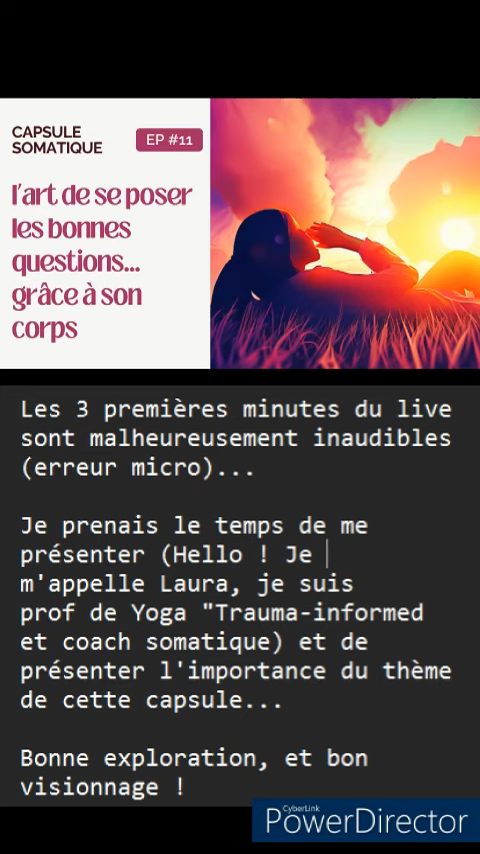 CAPSULE
SOMATIQUE
EP #11
l'art de se poser
les bonnes
questions...
grâce à son
corps
Les 3 premières minutes du live
sont malheureusement inaudibles
(erreur micro)...
Je prenais le temps de me
présenter (Hello ! Je
m'appelle Laura, je suis
prof de Yoga "Trauma-informed
et coach somatique) et de
présenter l'importance du thème
de cette capsule...
Bonne exploration, et bon
visionnage !
CyberLink
PowerDirector